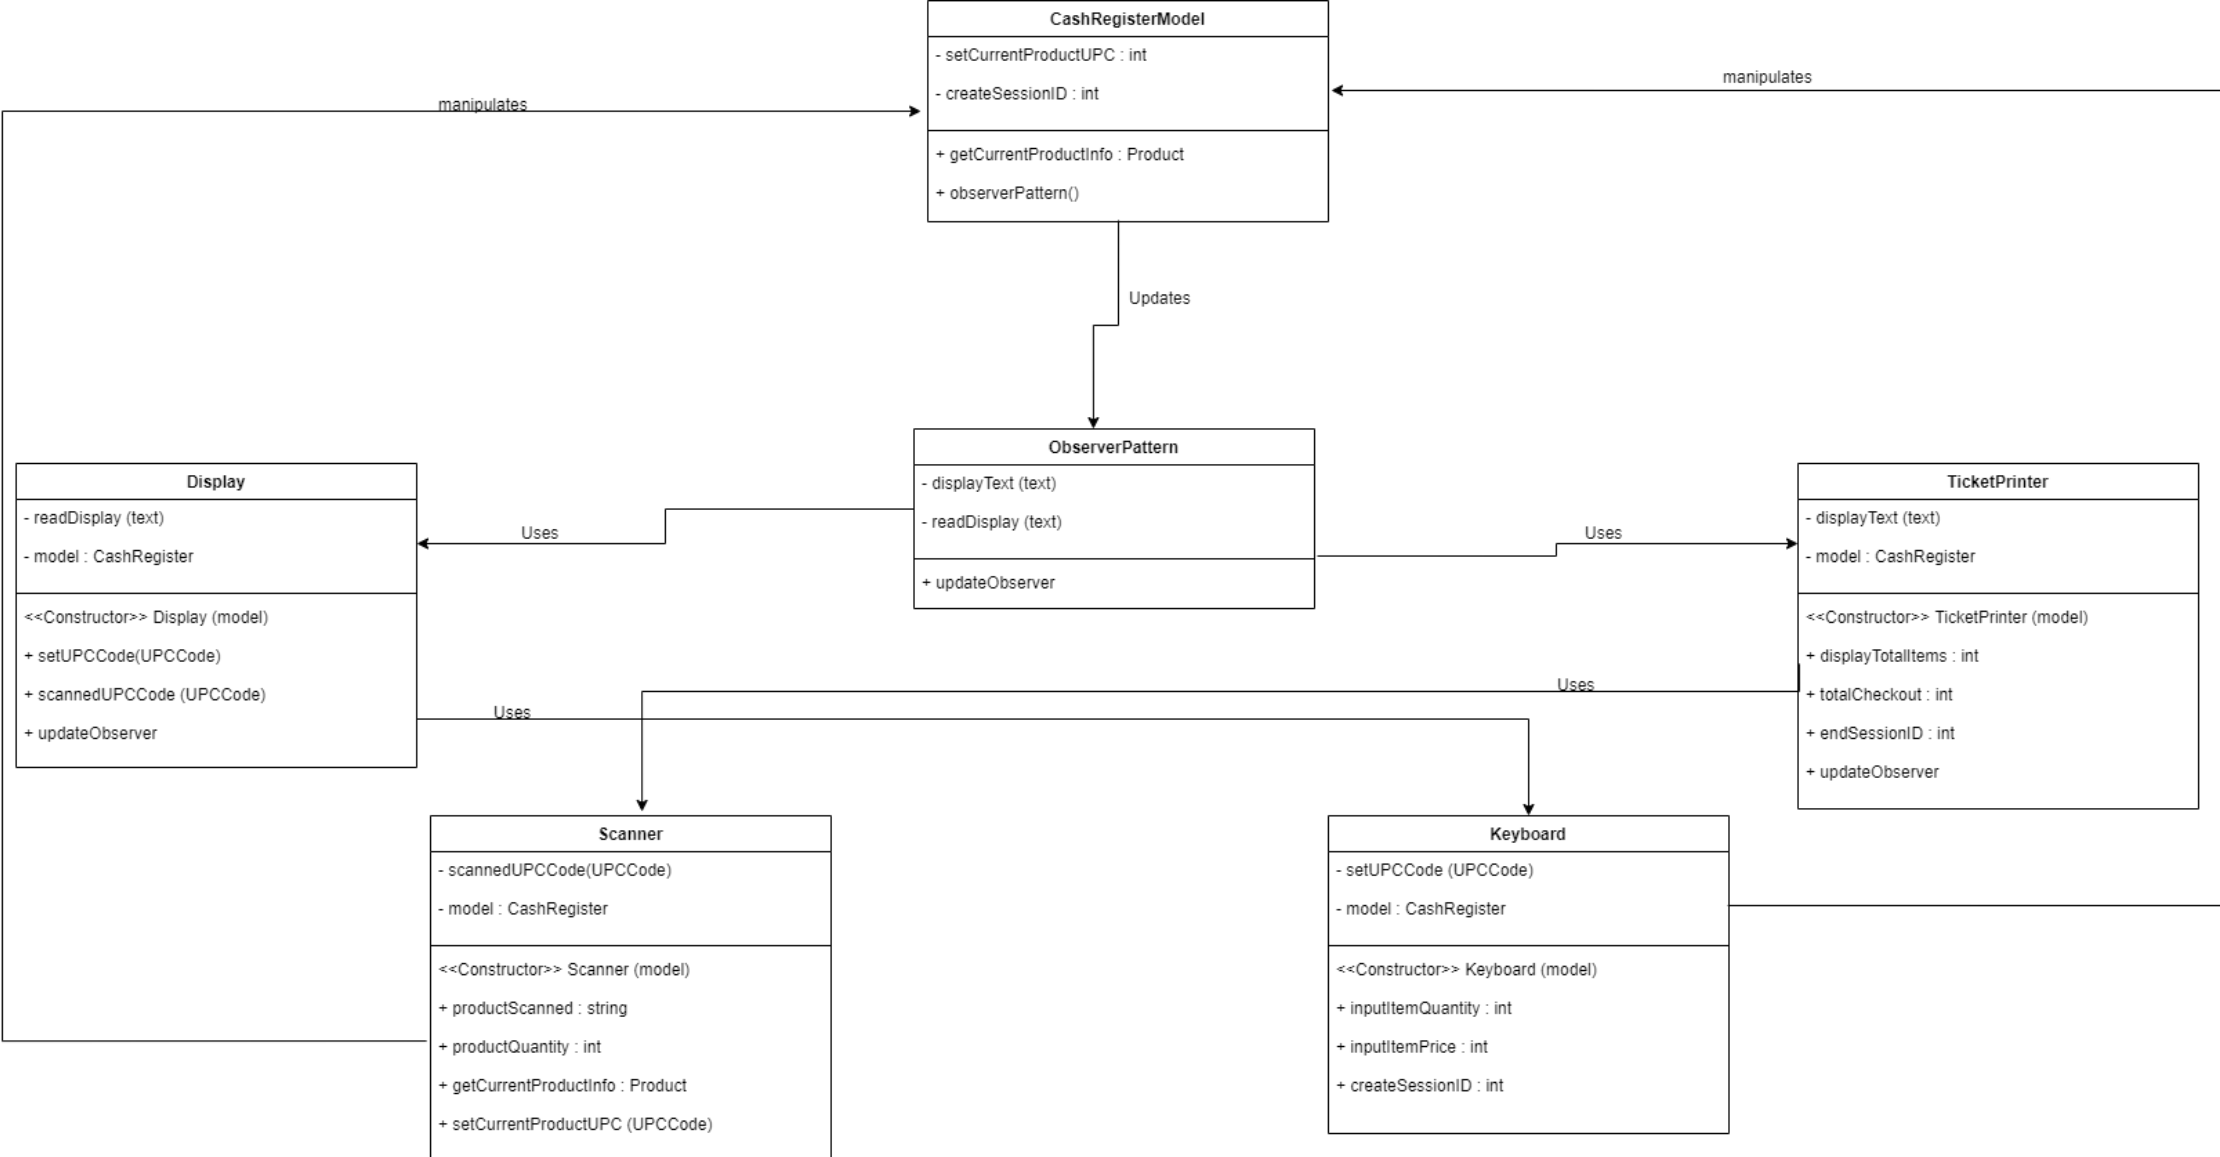 CashRegisterModel
- setCurrentProductUPC : int
- createSessionID : int
+ getCurrentProductInfo : Product
+ observerPattern()
manipulates
manipulates
Updates
ObserverPattern
- displayText (text)
- readDisplay (text)
+ updateObserver
Display
- readDisplay (text)
- model : CashRegister
<<Constructor>> Display (model)
+ setUPCCode(UPCCode)
+ scannedUPCCode (UPCCode)
+ updateObserver
Uses
Uses
TicketPrinter
- displayText (text)
- model : CashRegister
<<Constructor>> TicketPrinter (model)
+ displayTotalItems : int
+ totalCheckout : int
+ endSessionID : int
+ updateObserver
Uses
Uses
Scanner
- scannedUPCCode(UPCCode)
- model : CashRegister
<<Constructor>> Scanner (model)
+ productScanned : string
+ productQuantity : int
+ getCurrentProductInfo : Product
+ setCurrentProductUPC (UPCCode)
Keyboard
- setUPCCode (UPCCode)
- model : CashRegister
<<Constructor>> Keyboard (model)
+ inputItemQuantity : int
+ inputItemPrice : int
+ createSessionID : int